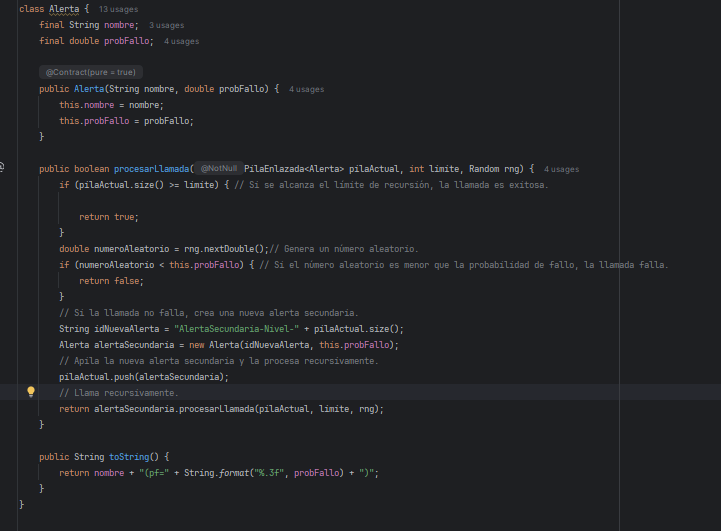 class Alerta {  13 usages
    final String nombre;  3 usages
    final double probFallo;  4 usages
    @Contract(pure = true)
    public Alerta(String nombre, double probFallo) {  4 usages
        this.nombre = nombre;
        this.probFallo = probFallo;
    }
    public boolean procesarLlamada( @NotNull PilaEnlazada<Alerta> pilaActual, int limite, Random rng) {  4 usages
        if (pilaActual.size() >= limite) { // Si se alcanza el límite de recursión, la llamada es exitosa.
            return true;
        }
        double numeroAleatorio = rng.nextDouble();// Genera un número aleatorio.
        if (numeroAleatorio < this.probFallo) { // Si el número aleatorio es menor que la probabilidad de fallo, la llamada falla.
            return false;
        }
        // Si la llamada no falla, crea una nueva alerta secundaria.
        String idNuevaAlerta = "AlertaSecundaria-Nivel-" + pilaActual.size();
        Alerta alertaSecundaria = new Alerta(idNuevaAlerta, this.probFallo);
        // Apila la nueva alerta secundaria y la procesa recursivamente.
        pilaActual.push(alertaSecundaria);
        // Llama recursivamente.
        return alertaSecundaria.procesarLlamada(pilaActual, limite, rng);
    }
    public String toString() {
        return nombre + "(pf=" + String.format("%.3f", probFallo) + ")";
    }
}